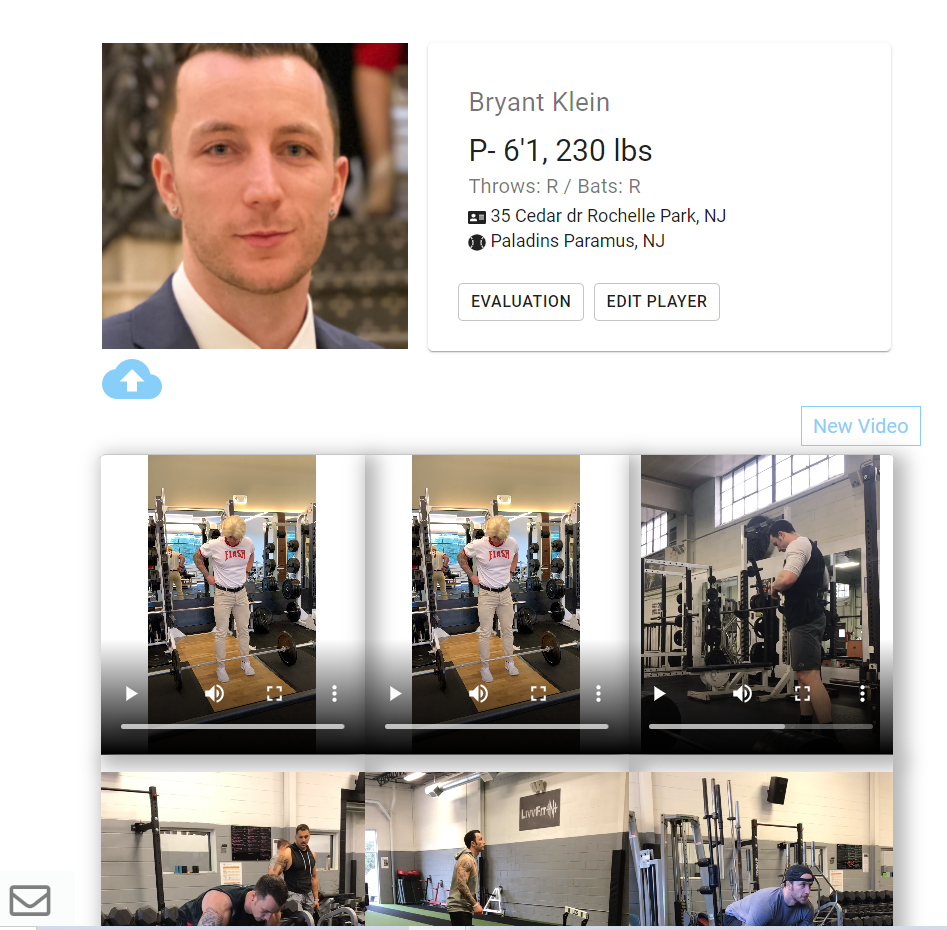 Bryant Klein
P- 6'1, 230 lbs
Throws: R / Bats: R
35 Cedar dr Rochelle Park, NJ
Paladins Paramus, NJ
EVALUATION
EDIT PLAYER
New Video
FLASH
FLASH
LIVVFIT